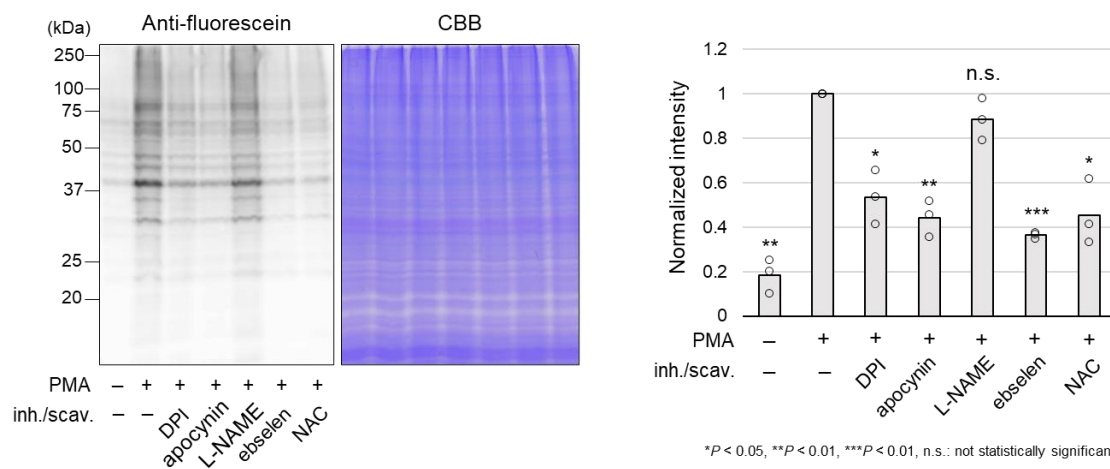 (kDa) Anti-fluorescein CBB
250
100
75
50
37
25
20
PMA – + + + + + +
inh./scav. – – DPI apocynin L-NAME ebselen NAC
Normalized intensity
1.2
1
0.8
0.6
0.4
0.2
0
**
*
**
n.s.
***
*
PMA – + + + + + +
inh./scav. – – DPI apocynin L-NAME ebselen NAC
*P < 0.05, **P < 0.01, ***P < 0.01, n.s.: not statistically significan